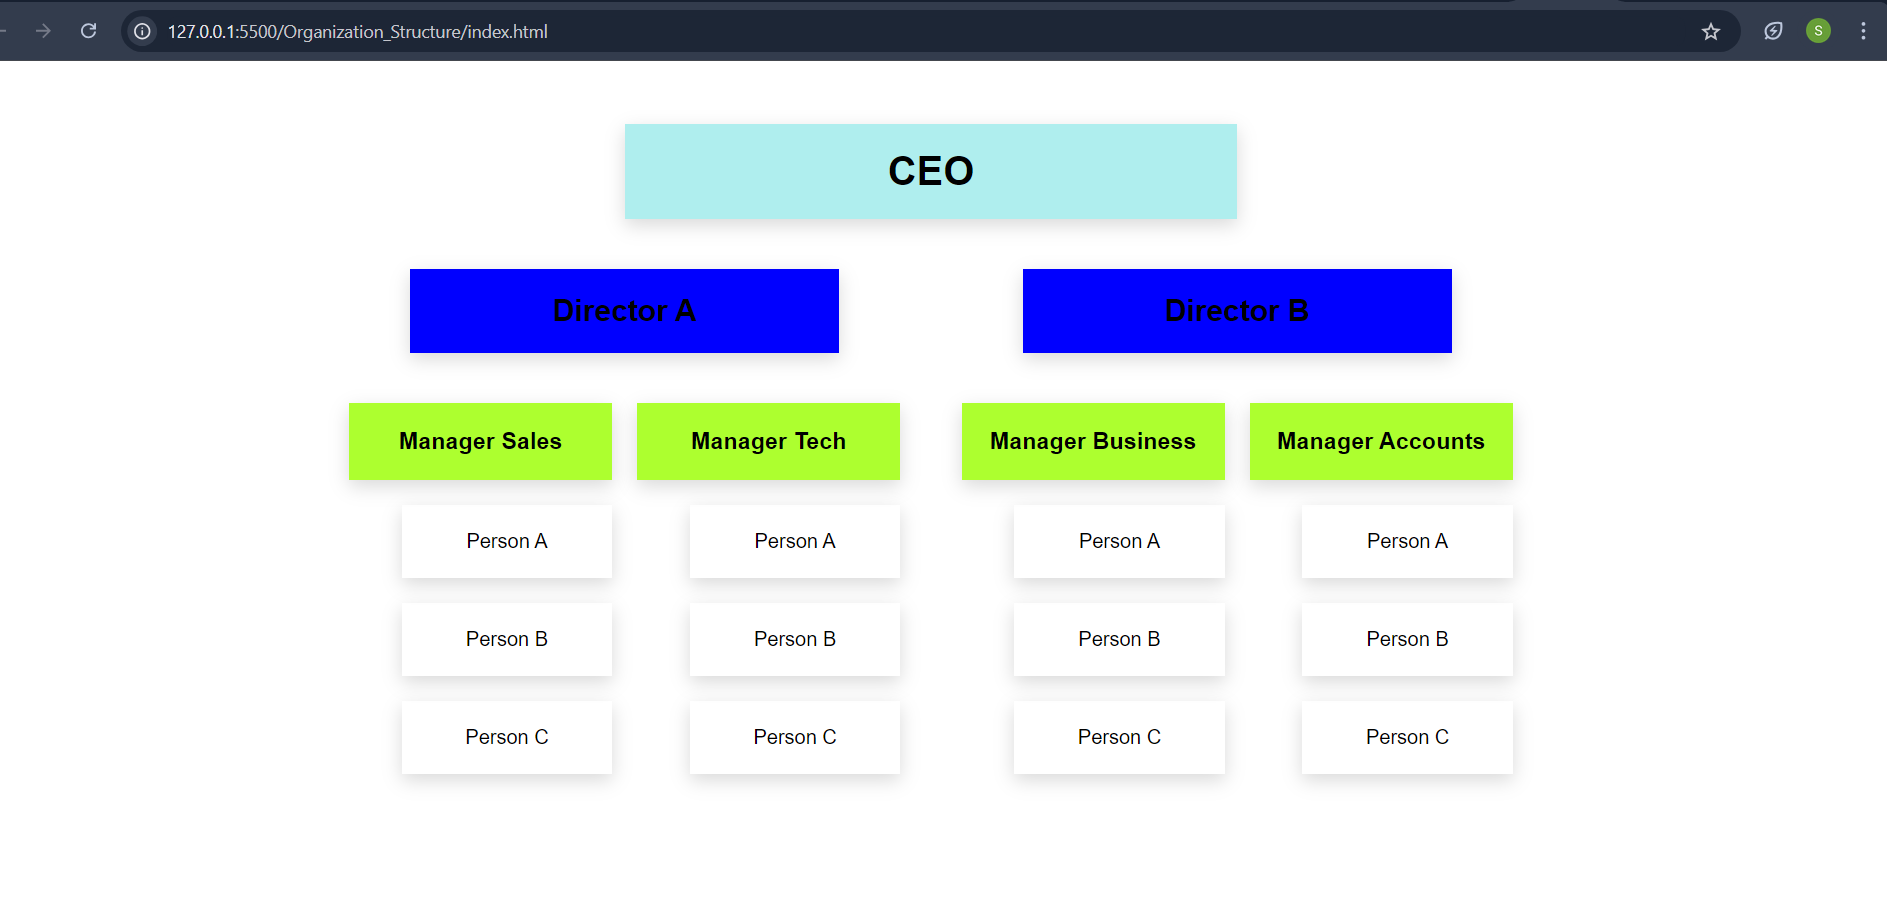 127.0.0.1:5500/Organization_Structure/index.html
S
CEO
Director A
Director B
Manager Sales
Manager Tech
Manager Business
Manager Accounts
Person A
Person A
Person A
Person A
Person B
Person B
Person B
Person B
Person C
Person C
Person C
Person C